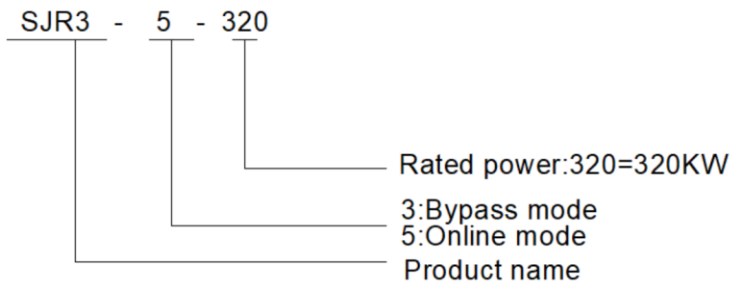 SJR3 - 5 - 320
Rated power:320=320KW
3:Bypass mode
5:Online mode
Product name